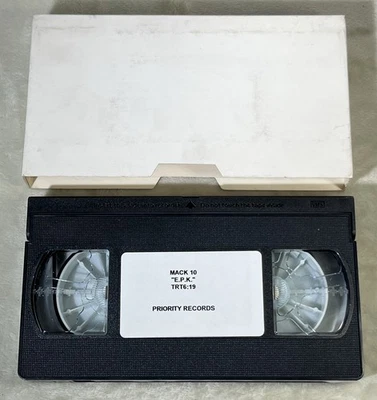 MACK 10
"E.P.K."
TRT6:19
PRIORITY RECORDS